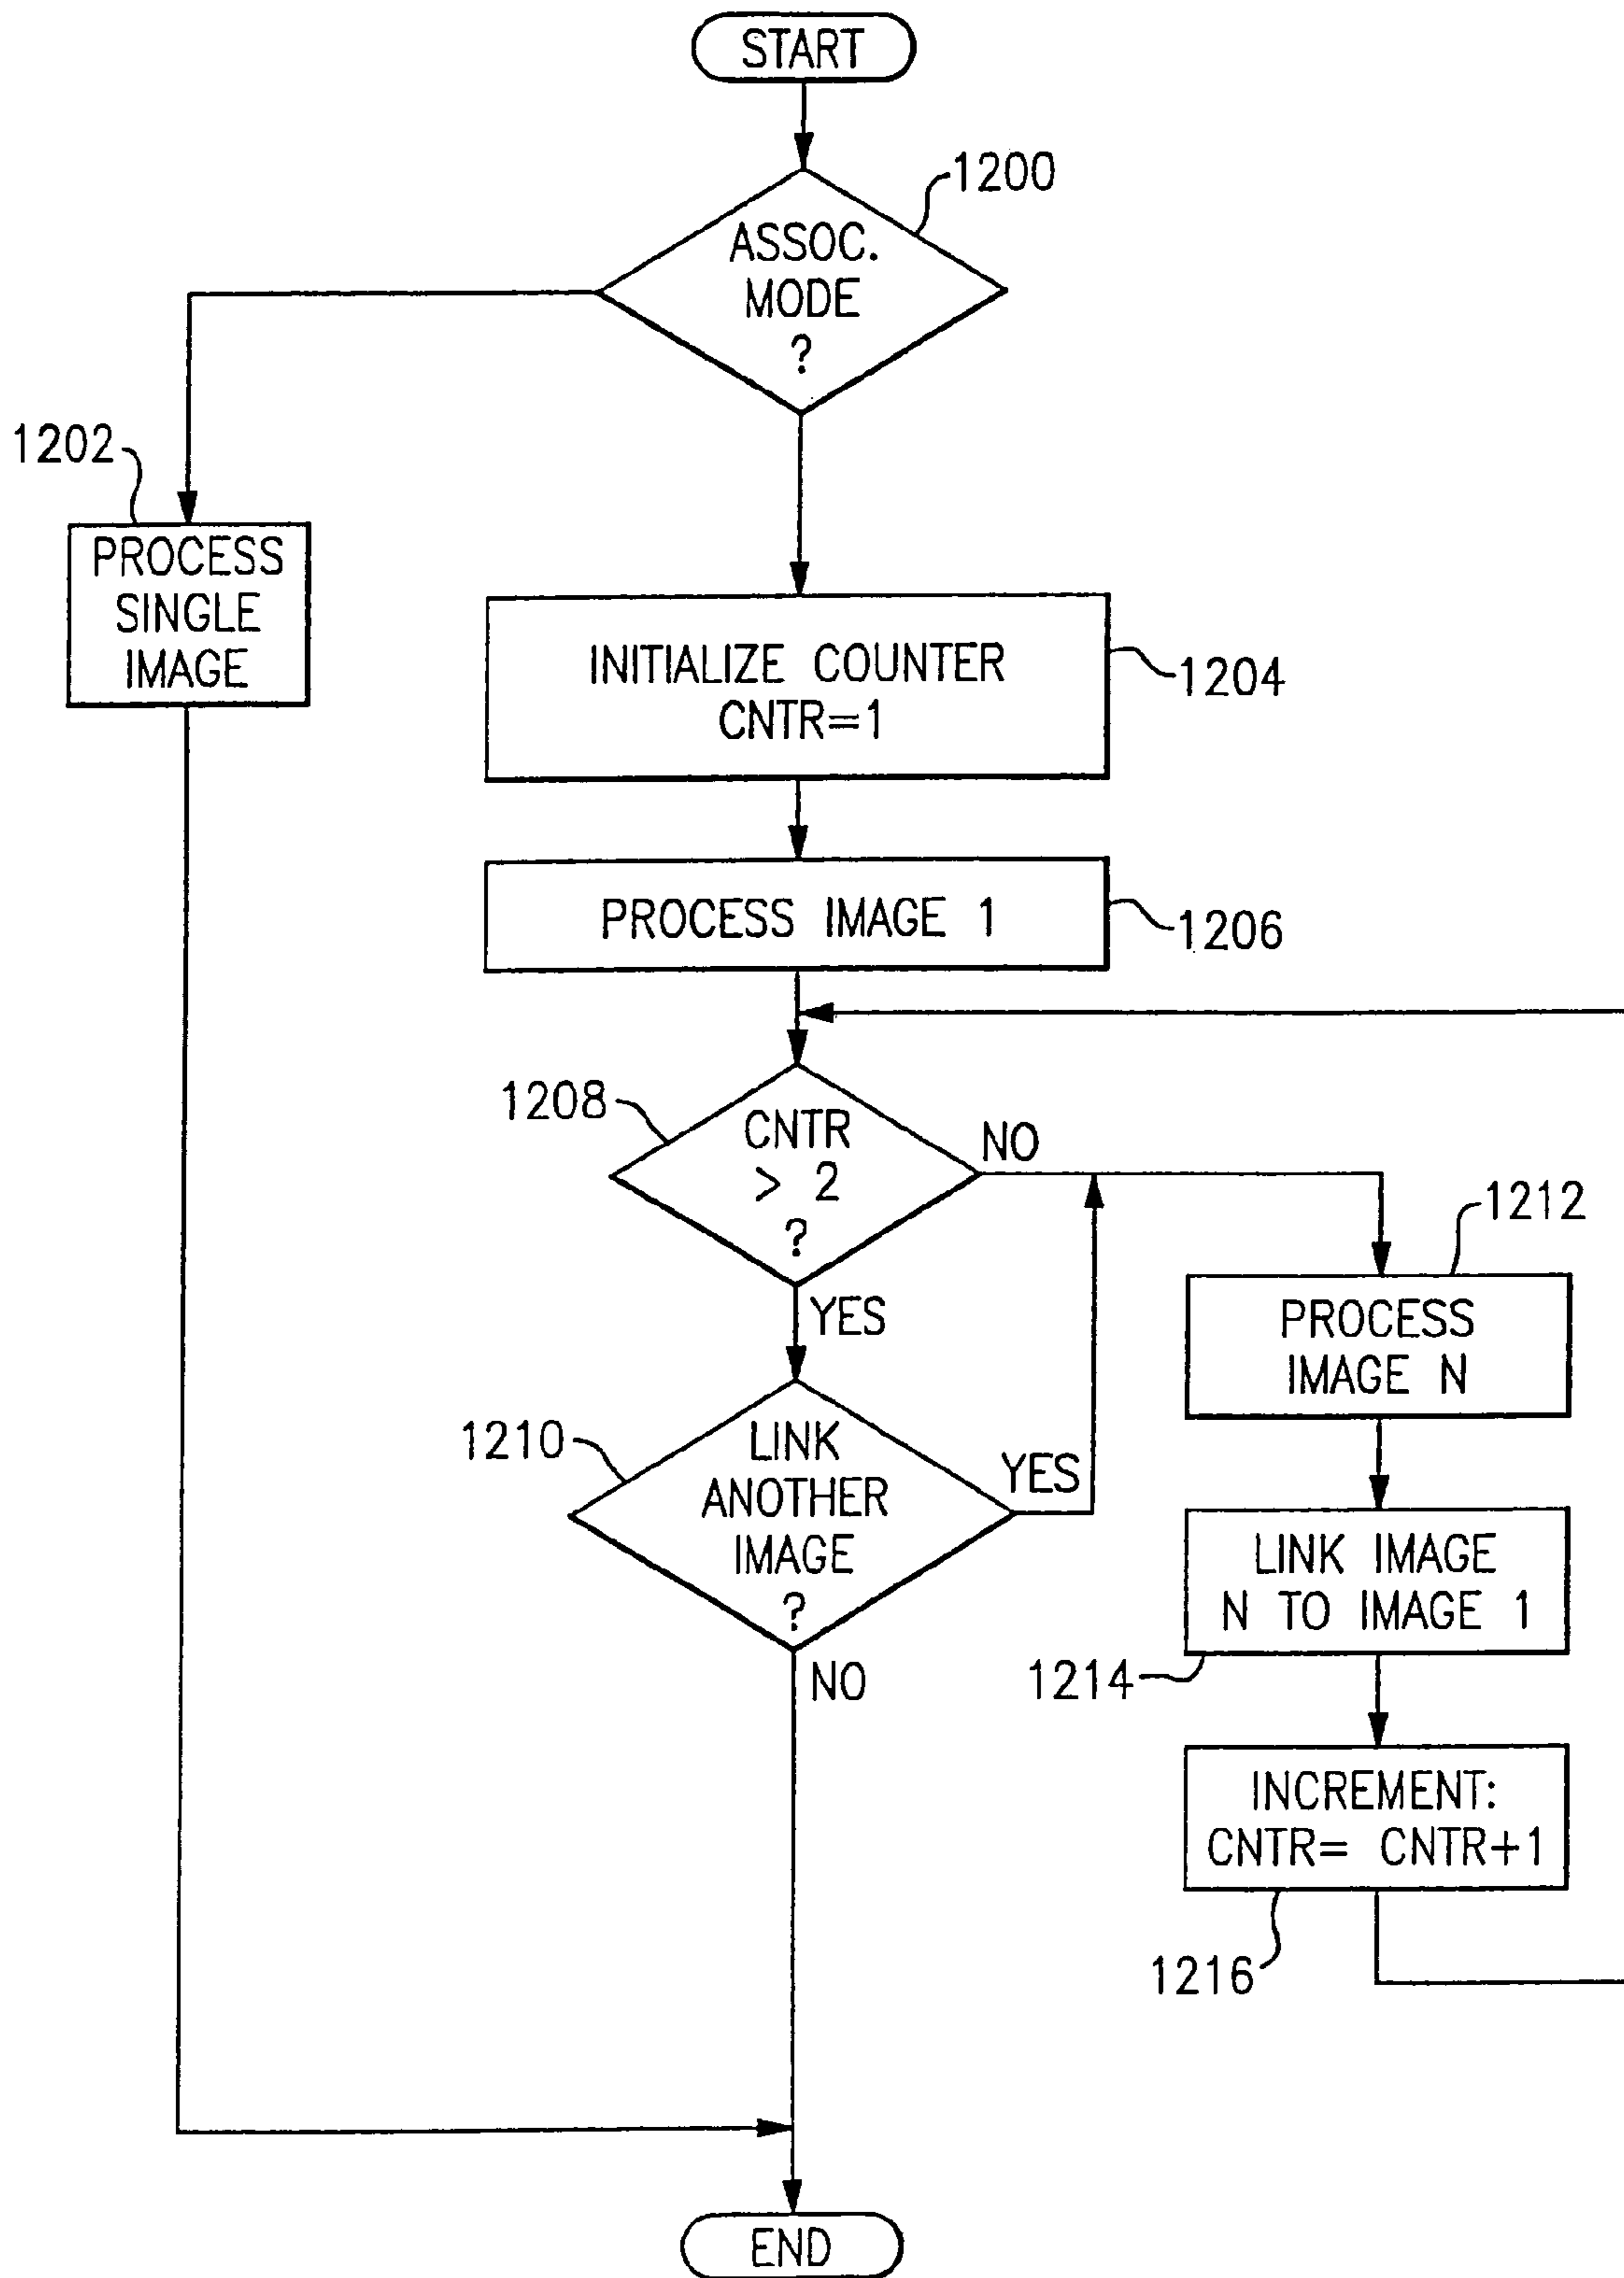 START
1200
ASSOC.
MODE
?
1202
PROCESS
SINGLE
IMAGE
INITIALIZE COUNTER
CNTR=1
1204
PROCESS IMAGE 1
1206
1208
CNTR
> 2
?
NO
YES
1212
PROCESS
IMAGE N
1210
LINK
ANOTHER
IMAGE
?
YES
NO
LINK IMAGE
N TO IMAGE 1
1214
INCREMENT:
CNTR= CNTR+1
1216
END